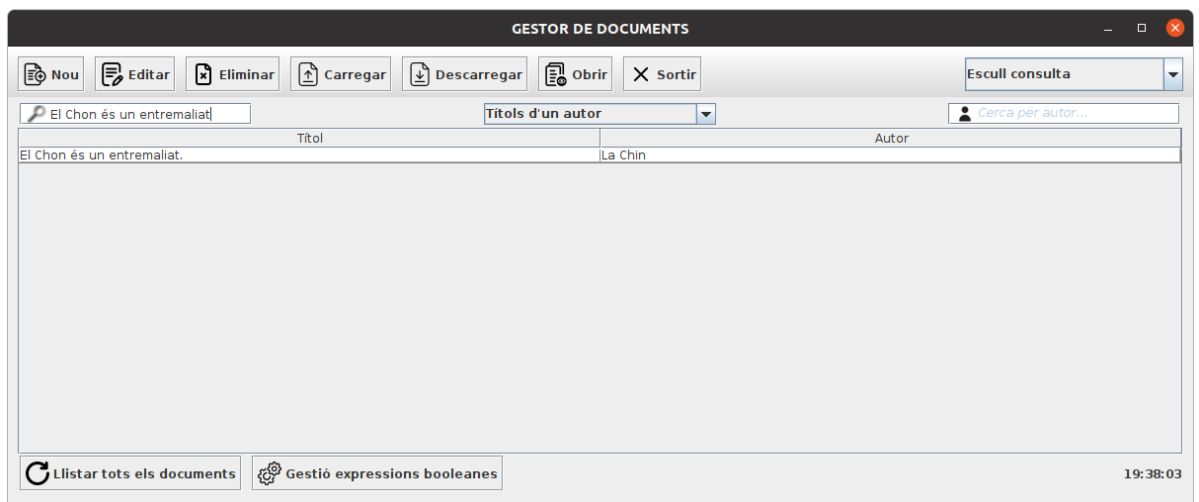 GESTOR DE DOCUMENTS
Nou Editar Eliminar Carregar Descarregar Obrir Sortir Escull consulta
El Chon és un entremaliat Títols d'un autor Cerca per autor...
Títol Autor
El Chon és un entremaliat. La Chin
Llistar tots els documents Gestió expressions booleanes 19:38:03